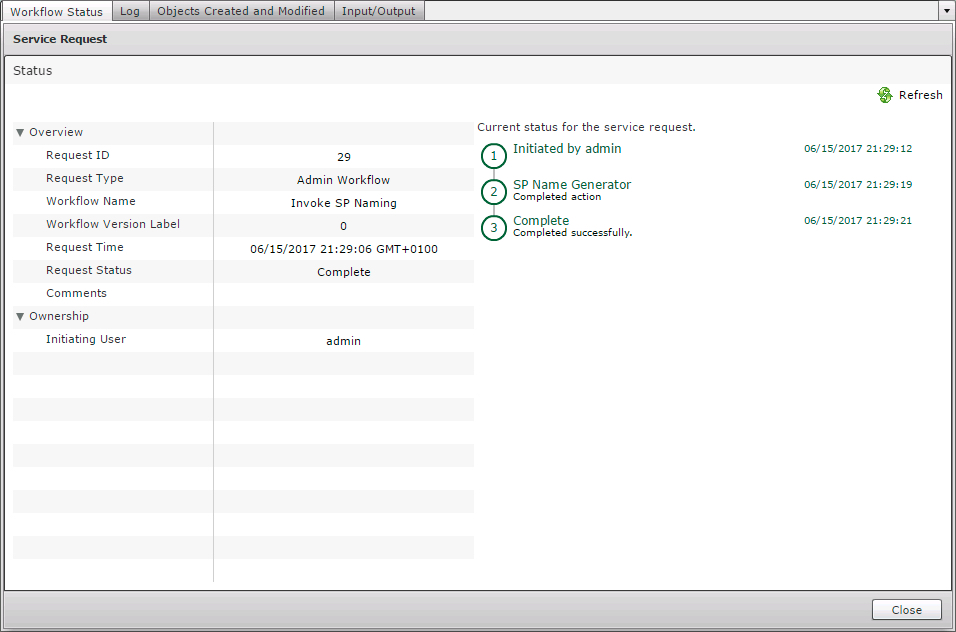 Workflow Status Log Objects Created and Modified Input/Output
Service Request
Status
Refresh
Overview
Request ID 29
Request Type Admin Workflow
Workflow Name Invoke SP Naming
Workflow Version Label 0
Request Time 06/15/2017 21:29:06 GMT+0100
Request Status Complete
Comments
Ownership
Initiating User admin
Current status for the service request.
1 Initiated by admin 06/15/2017 21:29:12
2 SP Name Generator 06/15/2017 21:29:19
Completed action
3 Complete 06/15/2017 21:29:21
Completed successfully.
Close